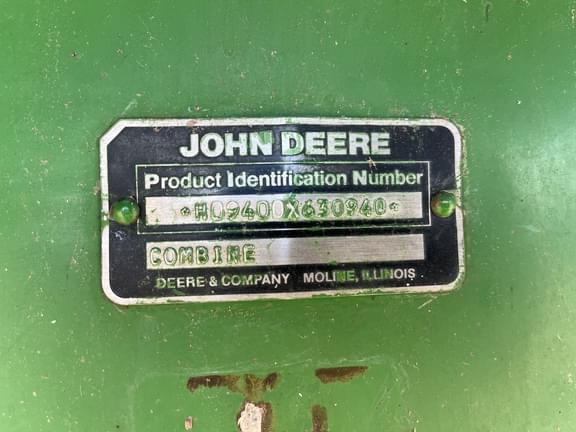 JOHN DEERE
Product Identification Number
*H09400X630940*
COMBINE
DEERE & COMPANY MOLINE, ILLINOIS